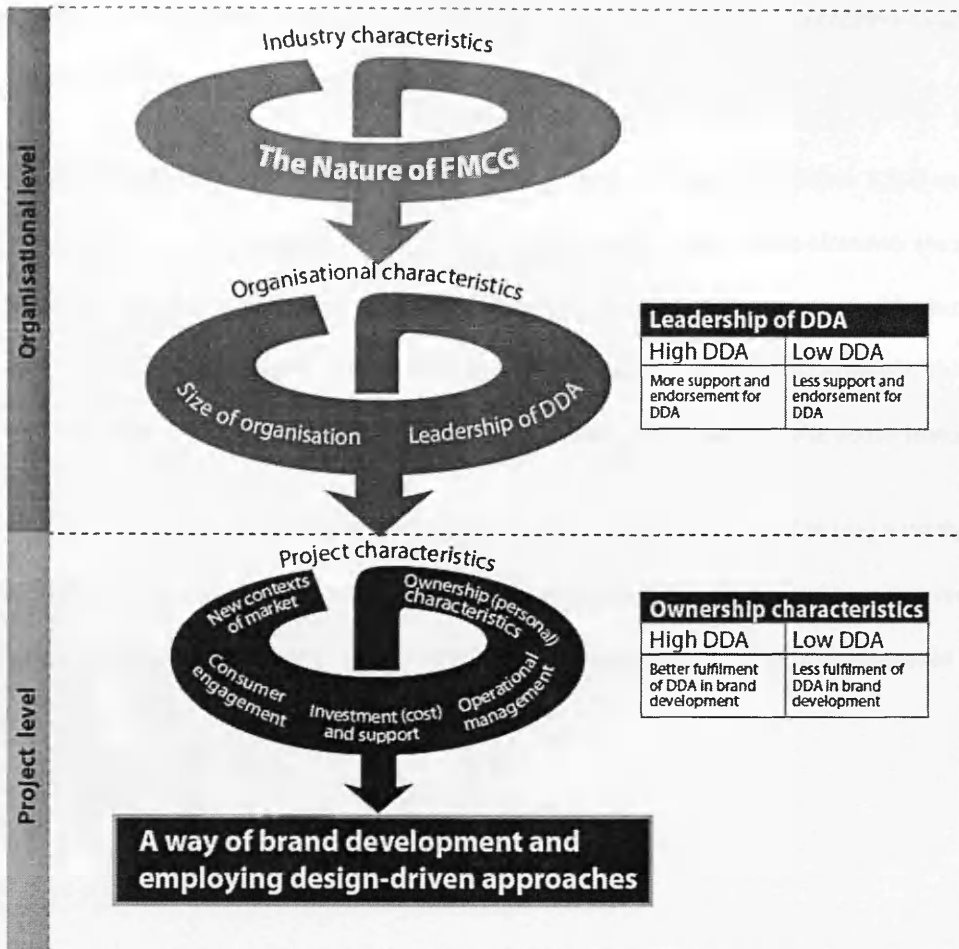 Organisational level
Industry characteristics
The Nature of FMCG
Organisational characteristics
Size of organisation
Leadership of DDA
Leadership of DDA
High DDA
Low DDA
More support and
endorsement for
DDA
Less support and
endorsement for
DDA
Project level
Project characteristics
New contexts
of market
Ownership (personal)
characteristics
Consumer
engagement
Investment (cost)
and support
Operational
management
Ownership characteristics
High DDA
Low DDA
Better fulfilment
of DDA in brand
development
Less fulfilment of
DDA in brand
development
A way of brand development and
employing design-driven approaches